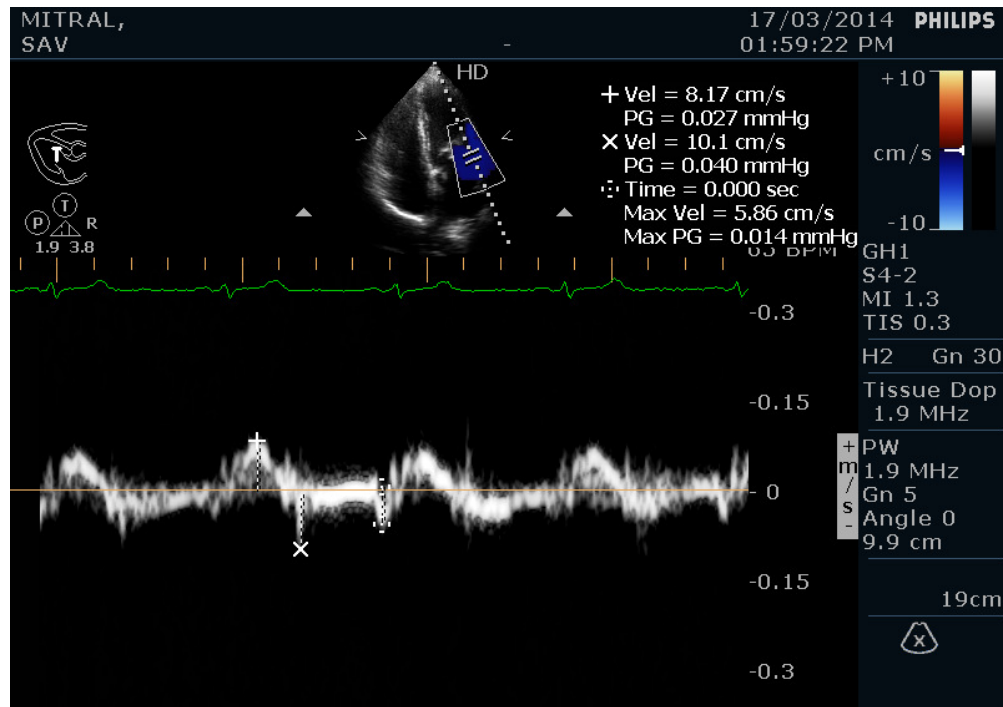 MITRAL,
SAV
-
17/03/2014 PHILIPS
01:59:22 PM
HD
+ Vel = 8.17 cm/s
PG = 0.027 mmHg
× Vel = 10.1 cm/s
PG = 0.040 mmHg
Time = 0.000 sec
Max Vel = 5.86 cm/s
Max PG = 0.014 mmHg
BPM
T
T
P R
1.9 3.8
+10
cm/s
-10
GH1
S4-2
MI 1.3
TIS 0.3
H2 Gn 30
Tissue Dop
1.9 MHz
PW
1.9 MHz
Gn 5
Angle 0
9.9 cm
19cm
X
-0.3
-0.15
- 0
-0.15
-0.3
+
m
/
s
-